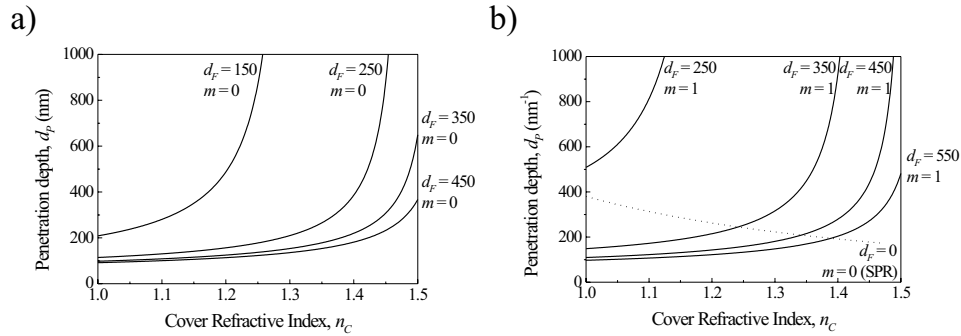 a)
1000
800
600
400
200
0
Penetration depth, d_P (nm)
d_F = 150
m = 0
d_F = 250
m = 0
d_F = 350
m = 0
d_F = 450
m = 0
1.0 1.1 1.2 1.3 1.4 1.5
Cover Refractive Index, n_C
b)
1000
800
600
400
200
0
Penetration depth, d_P (nm⁻¹)
d_F = 250
m = 1
d_F = 350
m = 1
d_F = 450
m = 1
d_F = 550
m = 1
d_F = 0
m = 0 (SPR)
1.0 1.1 1.2 1.3 1.4 1.5
Cover Refractive Index, n_C